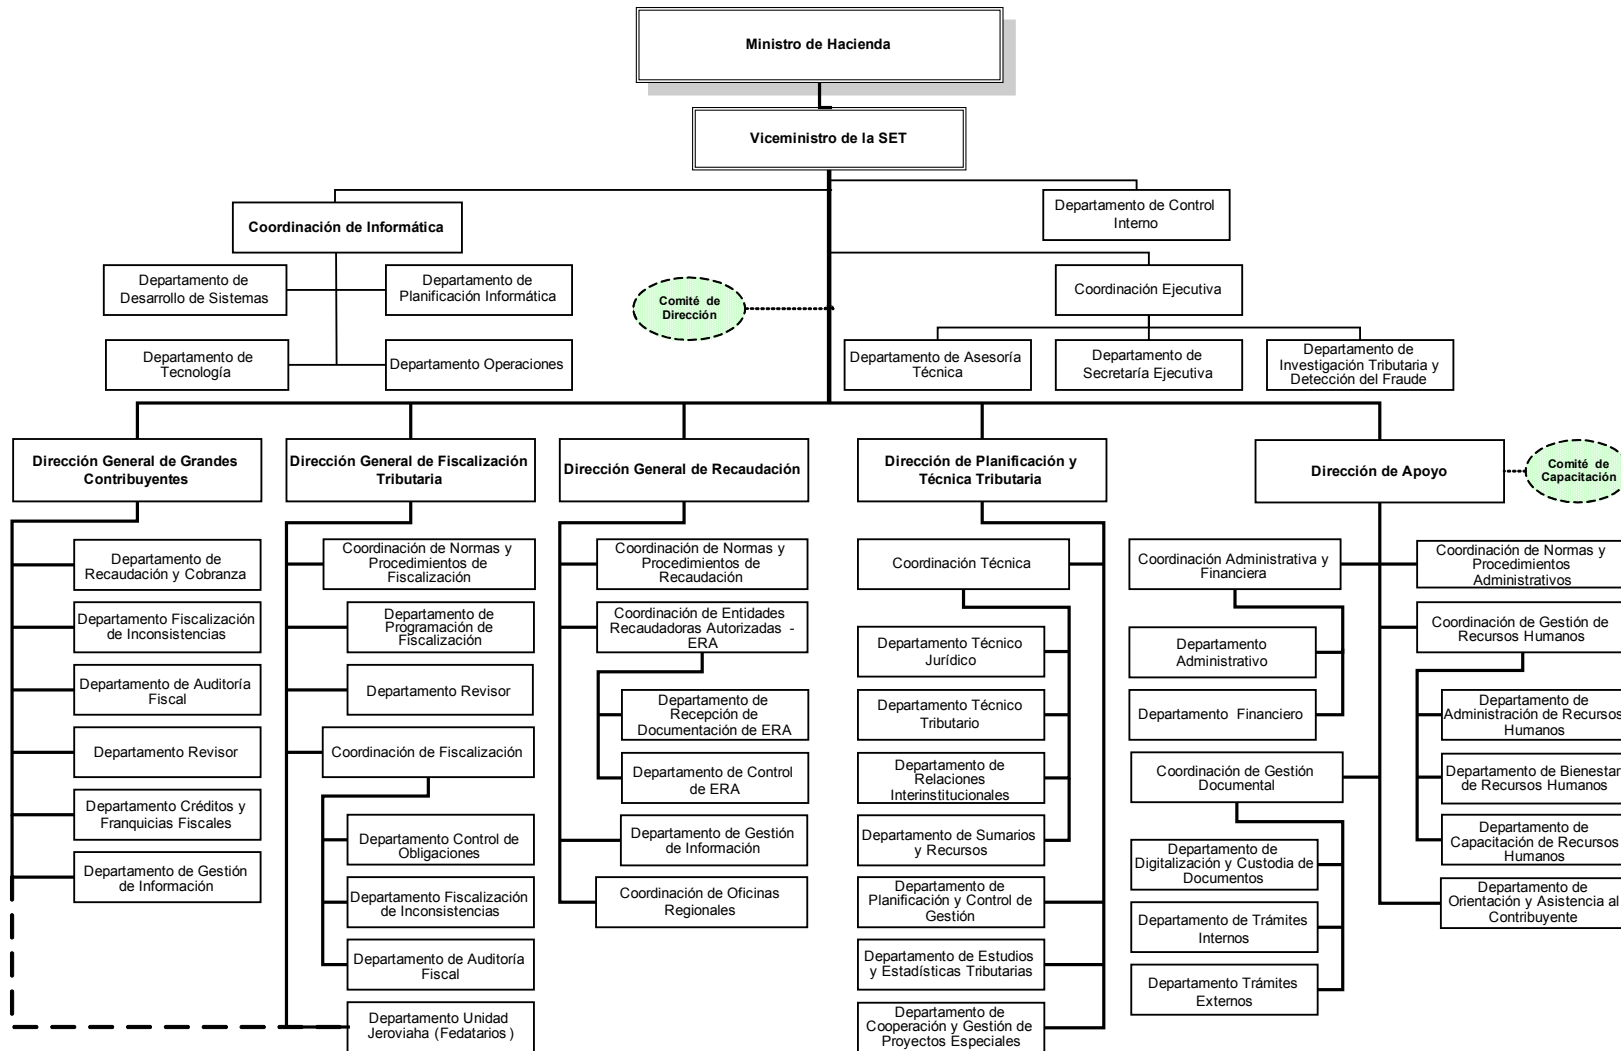 Ministro de Hacienda
Viceministro de la SET
Departamento de Control
Interno
Coordinación de Informática
Departamento de
Desarrollo de Sistemas
Departamento de
Planificación Informática
Comité de
Dirección
Coordinación Ejecutiva
Departamento de
Tecnología
Departamento Operaciones
Departamento de Asesoría
Técnica
Departamento de
Secretaría Ejecutiva
Departamento de
Investigación Tributaria y
Detección del Fraude
Dirección General de Grandes
Contribuyentes
Dirección General de Fiscalización
Tributaria
Dirección General de Recaudación
Dirección de Planificación y
Técnica Tributaria
Dirección de Apoyo
Comité de
Capacitación
Departamento de
Recaudación y Cobranza
Departamento Fiscalización
de Inconsistencias
Departamento de Auditoría
Fiscal
Departamento Revisor
Departamento Créditos y
Franquicias Fiscales
Departamento de Gestión
de Información
Coordinación de Normas y
Procedimientos de
Fiscalización
Departamento de
Programación de
Fiscalización
Departamento Revisor
Coordinación de Fiscalización
Departamento Control de
Obligaciones
Departamento Fiscalización
de Inconsistencias
Departamento de Auditoría
Fiscal
Departamento Unidad
Jeroviaha (Fedatarios )
Coordinación de Normas y
Procedimientos de
Recaudación
Coordinación de Entidades
Recaudadoras Autorizadas -
ERA
Departamento de
Recepción de
Documentación de ERA
Departamento de Control
de ERA
Departamento de Gestión
de Información
Coordinación de Oficinas
Regionales
Coordinación Técnica
Departamento Técnico
Jurídico
Departamento Técnico
Tributario
Departamento de
Relaciones
Interinstitucionales
Departamento de Sumarios
y Recursos
Departamento de
Planificación y Control de
Gestión
Departamento de Estudios
y Estadísticas Tributarias
Departamento de
Cooperación y Gestión de
Proyectos Especiales
Coordinación Administrativa y
Financiera
Departamento
Administrativo
Departamento Financiero
Coordinación de Gestión
Documental
Departamento de
Digitalización y Custodia de
Documentos
Departamento de Trámites
Internos
Departamento Trámites
Externos
Coordinación de Normas y
Procedimientos
Administrativos
Coordinación de Gestión de
Recursos Humanos
Departamento de
Administración de Recursos
Humanos
Departamento de Bienestar
de Recursos Humanos
Departamento de
Capacitación de Recursos
Humanos
Departamento de
Orientación y Asistencia al
Contribuyente